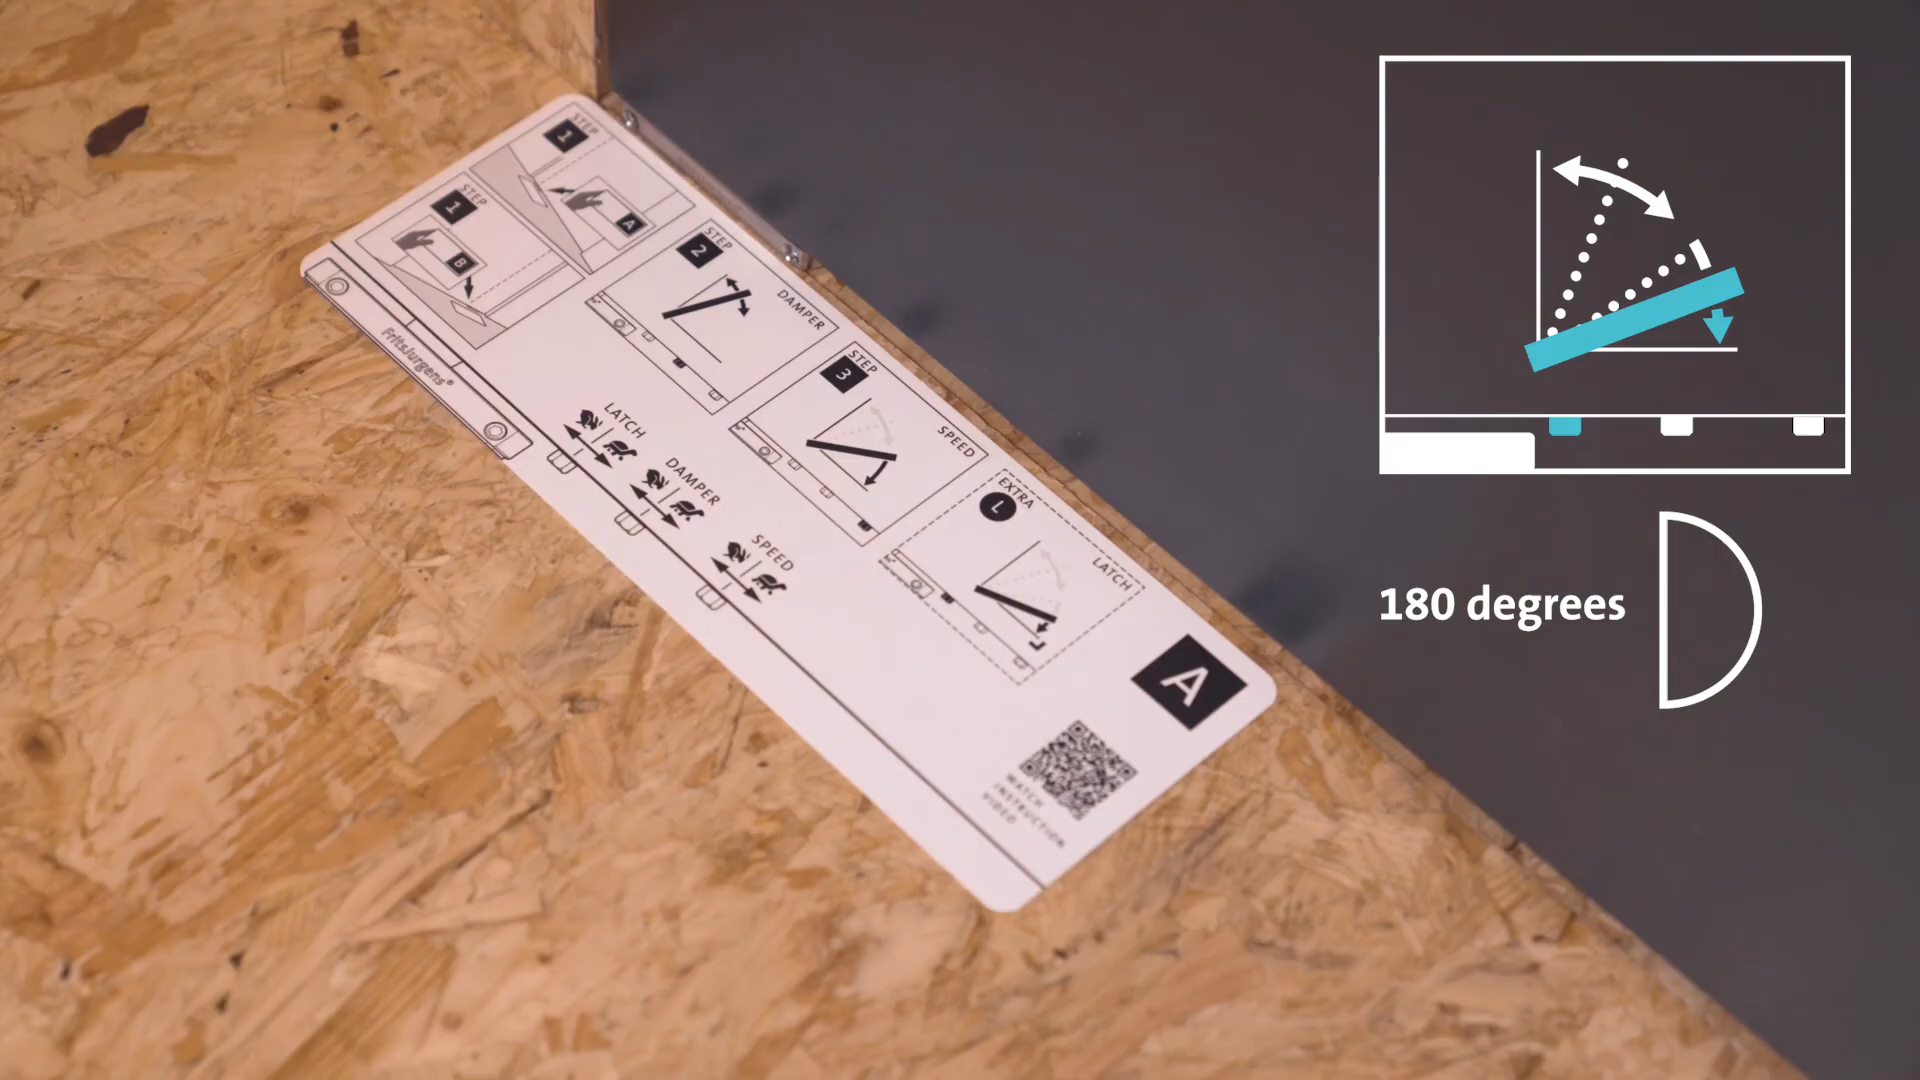 STEP
1
A
STEP
1
B
STEP
2
DAMPER
STEP
3
SPEED
EXTRA
L
LATCH
FritsJurgens®
LATCH
DAMPER
SPEED
A
WATCH
INSTRUCTION
VIDEO
180 degrees